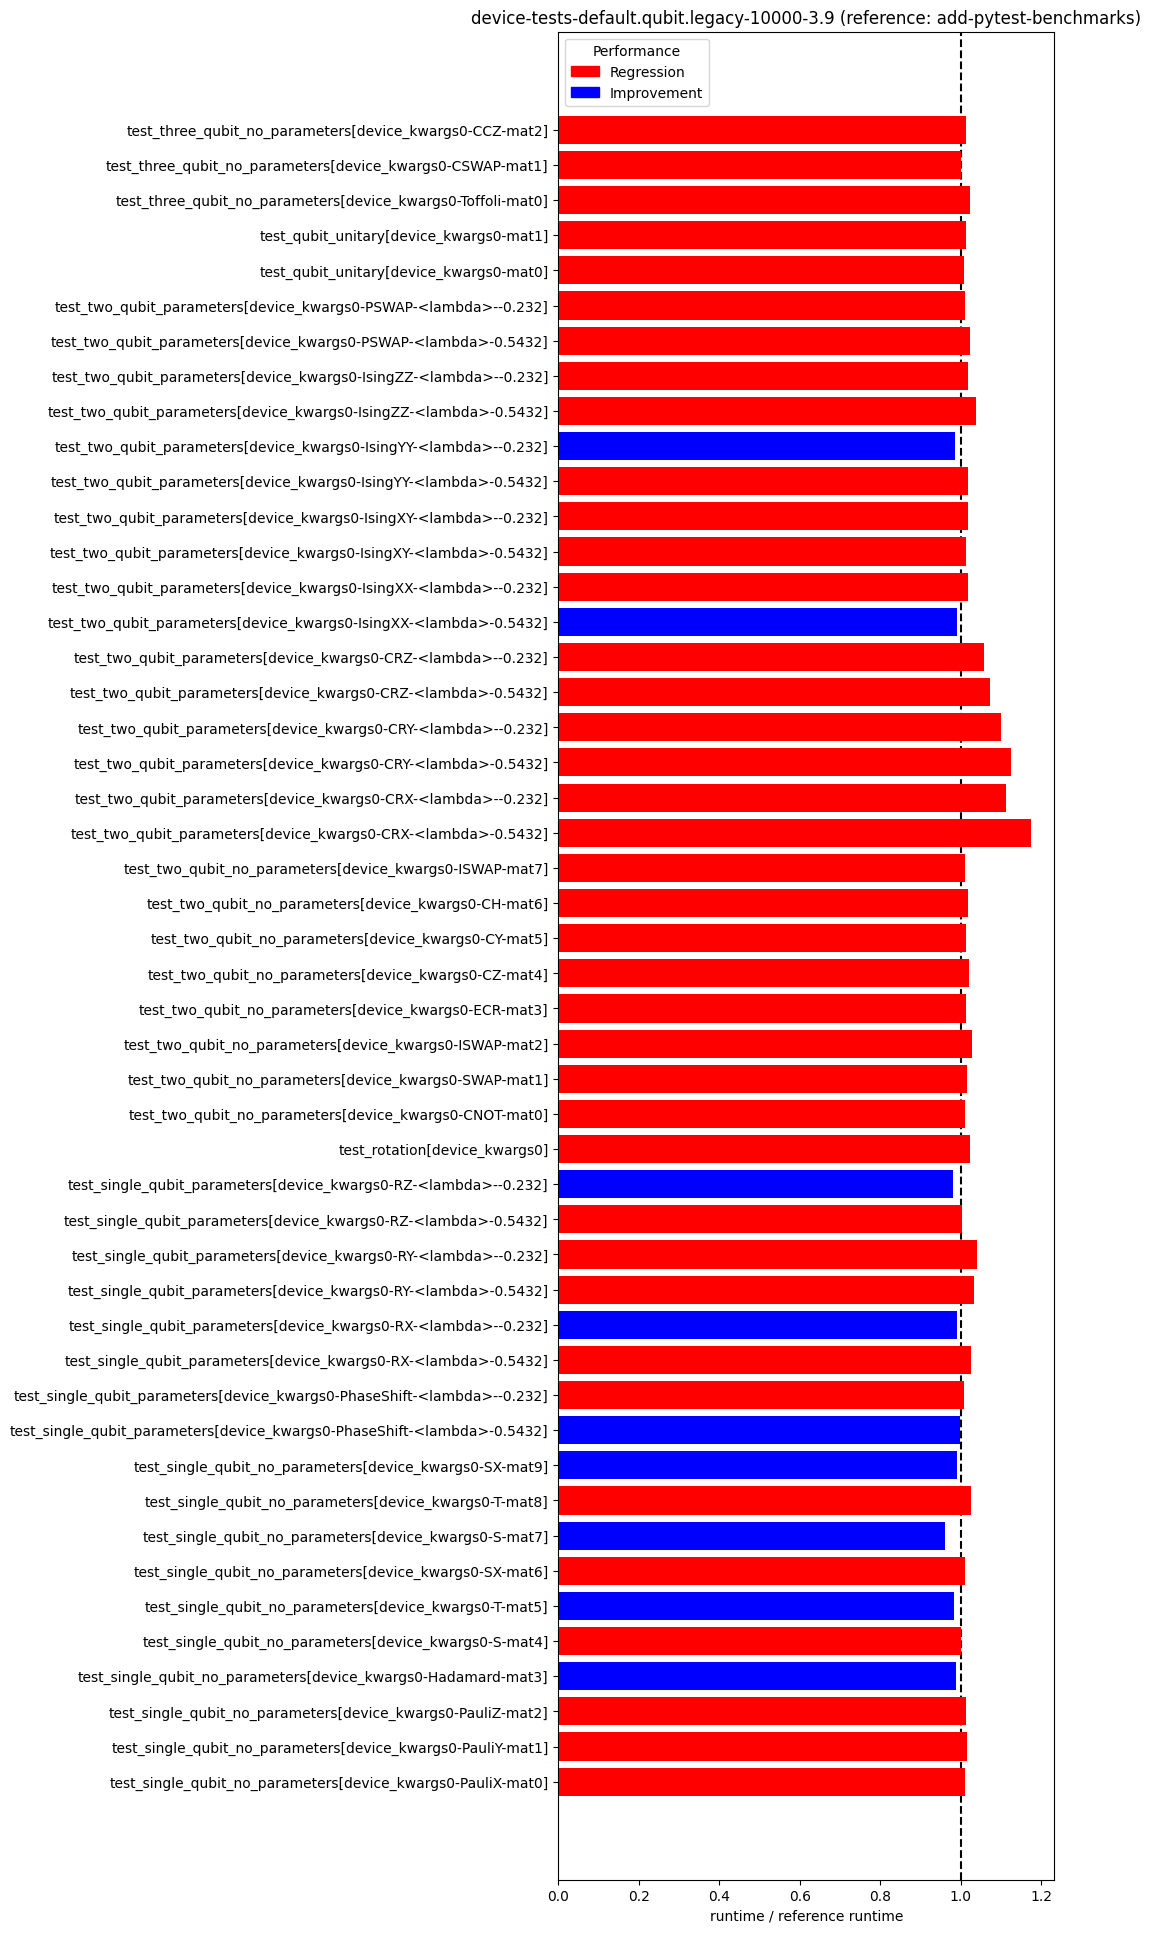 device-tests-default.qubit.legacy-10000-3.9 (reference: add-pytest-benchmarks)
Performance
Regression
Improvement
test_three_qubit_no_parameters[device_kwargs0-CCZ-mat2]
test_three_qubit_no_parameters[device_kwargs0-CSWAP-mat1]
test_three_qubit_no_parameters[device_kwargs0-Toffoli-mat0]
test_qubit_unitary[device_kwargs0-mat1]
test_qubit_unitary[device_kwargs0-mat0]
test_two_qubit_parameters[device_kwargs0-PSWAP-<lambda>--0.232]
test_two_qubit_parameters[device_kwargs0-PSWAP-<lambda>-0.5432]
test_two_qubit_parameters[device_kwargs0-IsingZZ-<lambda>--0.232]
test_two_qubit_parameters[device_kwargs0-IsingZZ-<lambda>-0.5432]
test_two_qubit_parameters[device_kwargs0-IsingYY-<lambda>--0.232]
test_two_qubit_parameters[device_kwargs0-IsingYY-<lambda>-0.5432]
test_two_qubit_parameters[device_kwargs0-IsingXY-<lambda>--0.232]
test_two_qubit_parameters[device_kwargs0-IsingXY-<lambda>-0.5432]
test_two_qubit_parameters[device_kwargs0-IsingXX-<lambda>--0.232]
test_two_qubit_parameters[device_kwargs0-IsingXX-<lambda>-0.5432]
test_two_qubit_parameters[device_kwargs0-CRZ-<lambda>--0.232]
test_two_qubit_parameters[device_kwargs0-CRZ-<lambda>-0.5432]
test_two_qubit_parameters[device_kwargs0-CRY-<lambda>--0.232]
test_two_qubit_parameters[device_kwargs0-CRY-<lambda>-0.5432]
test_two_qubit_parameters[device_kwargs0-CRX-<lambda>--0.232]
test_two_qubit_parameters[device_kwargs0-CRX-<lambda>-0.5432]
test_two_qubit_no_parameters[device_kwargs0-ISWAP-mat7]
test_two_qubit_no_parameters[device_kwargs0-CH-mat6]
test_two_qubit_no_parameters[device_kwargs0-CY-mat5]
test_two_qubit_no_parameters[device_kwargs0-CZ-mat4]
test_two_qubit_no_parameters[device_kwargs0-ECR-mat3]
test_two_qubit_no_parameters[device_kwargs0-ISWAP-mat2]
test_two_qubit_no_parameters[device_kwargs0-SWAP-mat1]
test_two_qubit_no_parameters[device_kwargs0-CNOT-mat0]
test_rotation[device_kwargs0]
test_single_qubit_parameters[device_kwargs0-RZ-<lambda>--0.232]
test_single_qubit_parameters[device_kwargs0-RZ-<lambda>-0.5432]
test_single_qubit_parameters[device_kwargs0-RY-<lambda>--0.232]
test_single_qubit_parameters[device_kwargs0-RY-<lambda>-0.5432]
test_single_qubit_parameters[device_kwargs0-RX-<lambda>--0.232]
test_single_qubit_parameters[device_kwargs0-RX-<lambda>-0.5432]
test_single_qubit_parameters[device_kwargs0-PhaseShift-<lambda>--0.232]
test_single_qubit_parameters[device_kwargs0-PhaseShift-<lambda>-0.5432]
test_single_qubit_no_parameters[device_kwargs0-SX-mat9]
test_single_qubit_no_parameters[device_kwargs0-T-mat8]
test_single_qubit_no_parameters[device_kwargs0-S-mat7]
test_single_qubit_no_parameters[device_kwargs0-SX-mat6]
test_single_qubit_no_parameters[device_kwargs0-T-mat5]
test_single_qubit_no_parameters[device_kwargs0-S-mat4]
test_single_qubit_no_parameters[device_kwargs0-Hadamard-mat3]
test_single_qubit_no_parameters[device_kwargs0-PauliZ-mat2]
test_single_qubit_no_parameters[device_kwargs0-PauliY-mat1]
test_single_qubit_no_parameters[device_kwargs0-PauliX-mat0]
0.0 0.2 0.4 0.6 0.8 1.0 1.2
runtime / reference runtime